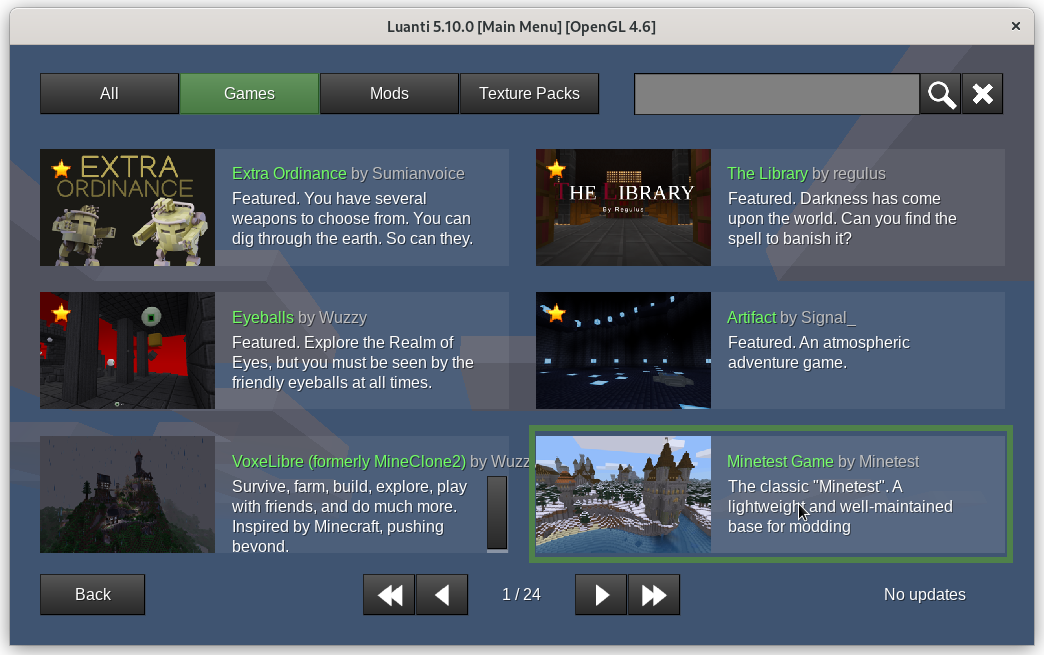 Luanti 5.10.0 [Main Menu] [OpenGL 4.6]
All
Games
Mods
Texture Packs
EXTRA
ORDINANCE
Extra Ordinance by Sumianvoice
Featured. You have several
weapons to choose from. You can
dig through the earth. So can they.
THE LIBRARY
By Regulus
The Library by regulus
Featured. Darkness has come
upon the world. Can you find the
spell to banish it?
Eyeballs by Wuzzy
Featured. Explore the Realm of
Eyes, but you must be seen by the
friendly eyeballs at all times.
Artifact by Signal_
Featured. An atmospheric
adventure game.
VoxeLibre (formerly MineClone2) by Wuzz
Survive, farm, build, explore, play
with friends, and do much more.
Inspired by Minecraft, pushing
beyond.
Minetest Game by Minetest
The classic "Minetest". A
lightweight and well-maintained
base for modding
Back
1 / 24
No updates